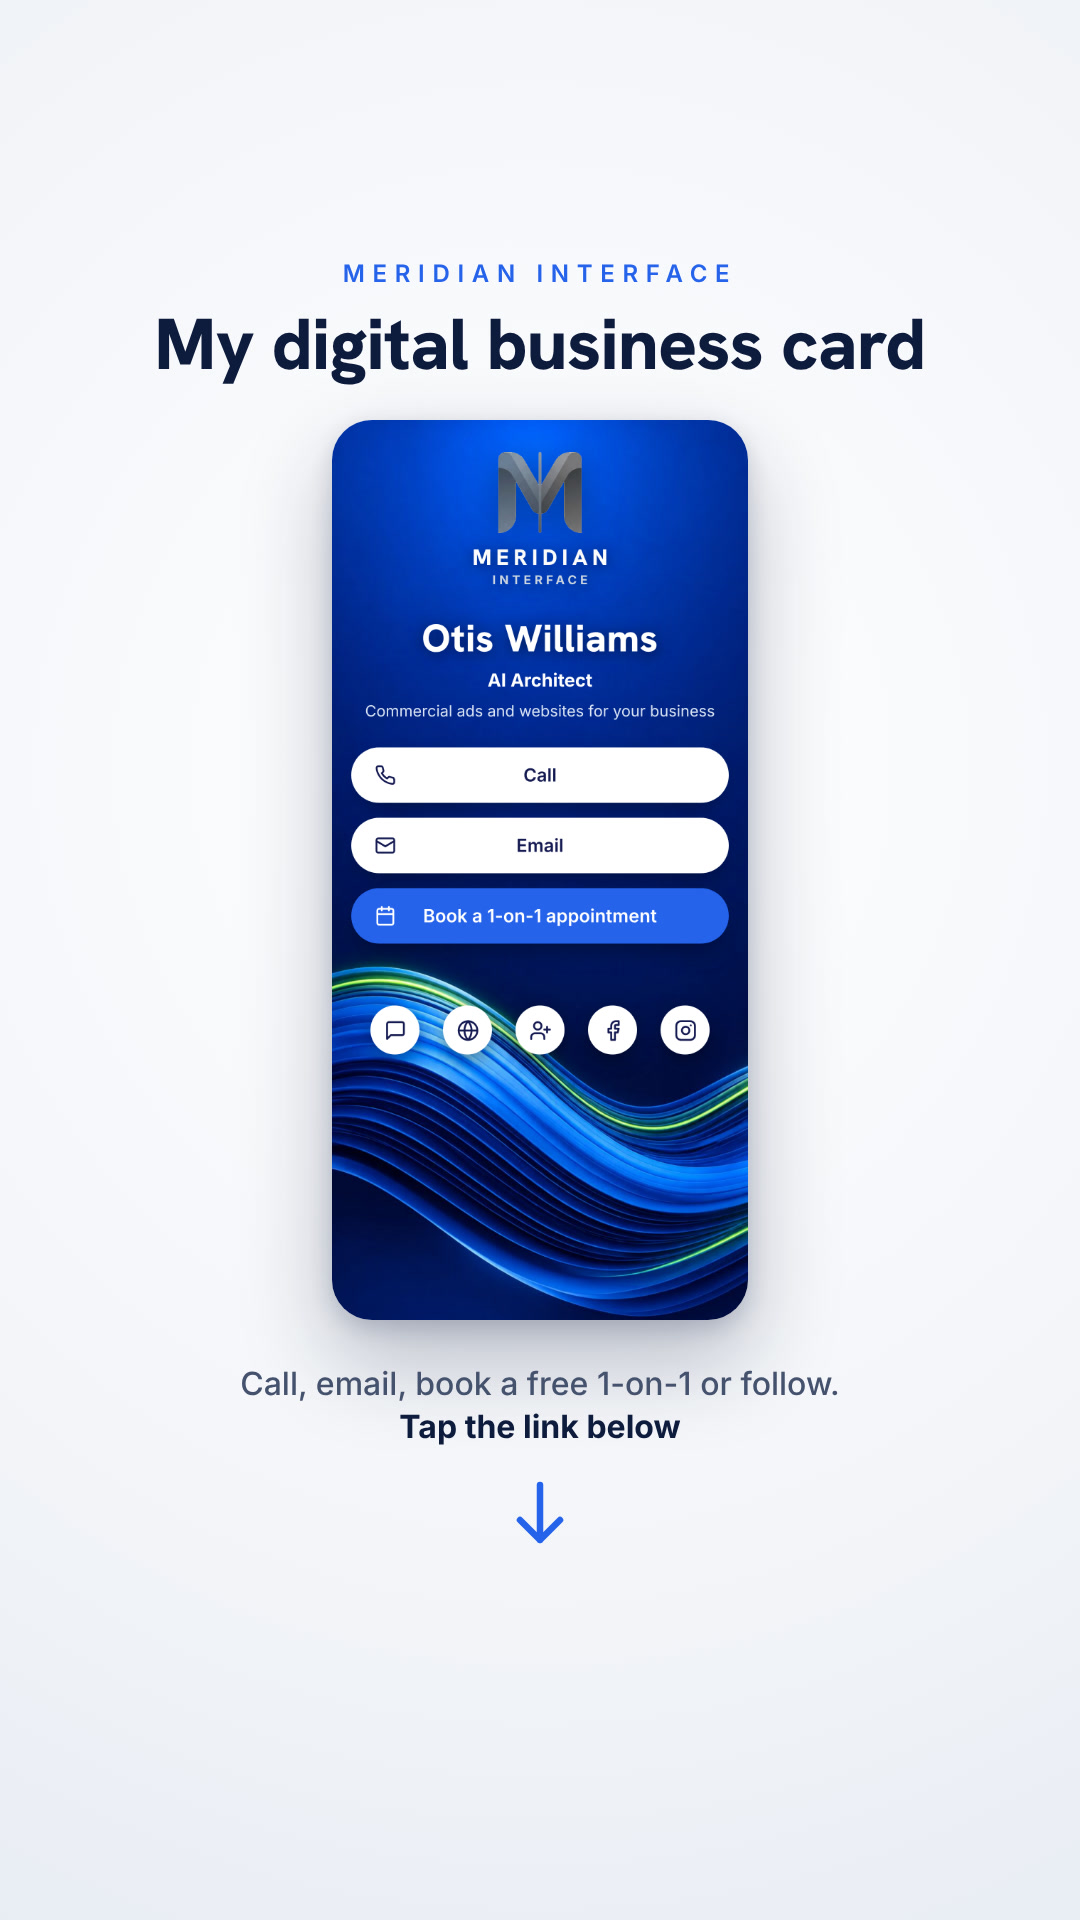 MERIDIAN INTERFACE
My digital business card
MERIDIAN
INTERFACE
Otis Williams
AI Architect
Commercial ads and websites for your business
Call
Email
Book a 1-on-1 appointment
Call, email, book a free 1-on-1 or follow.
Tap the link below